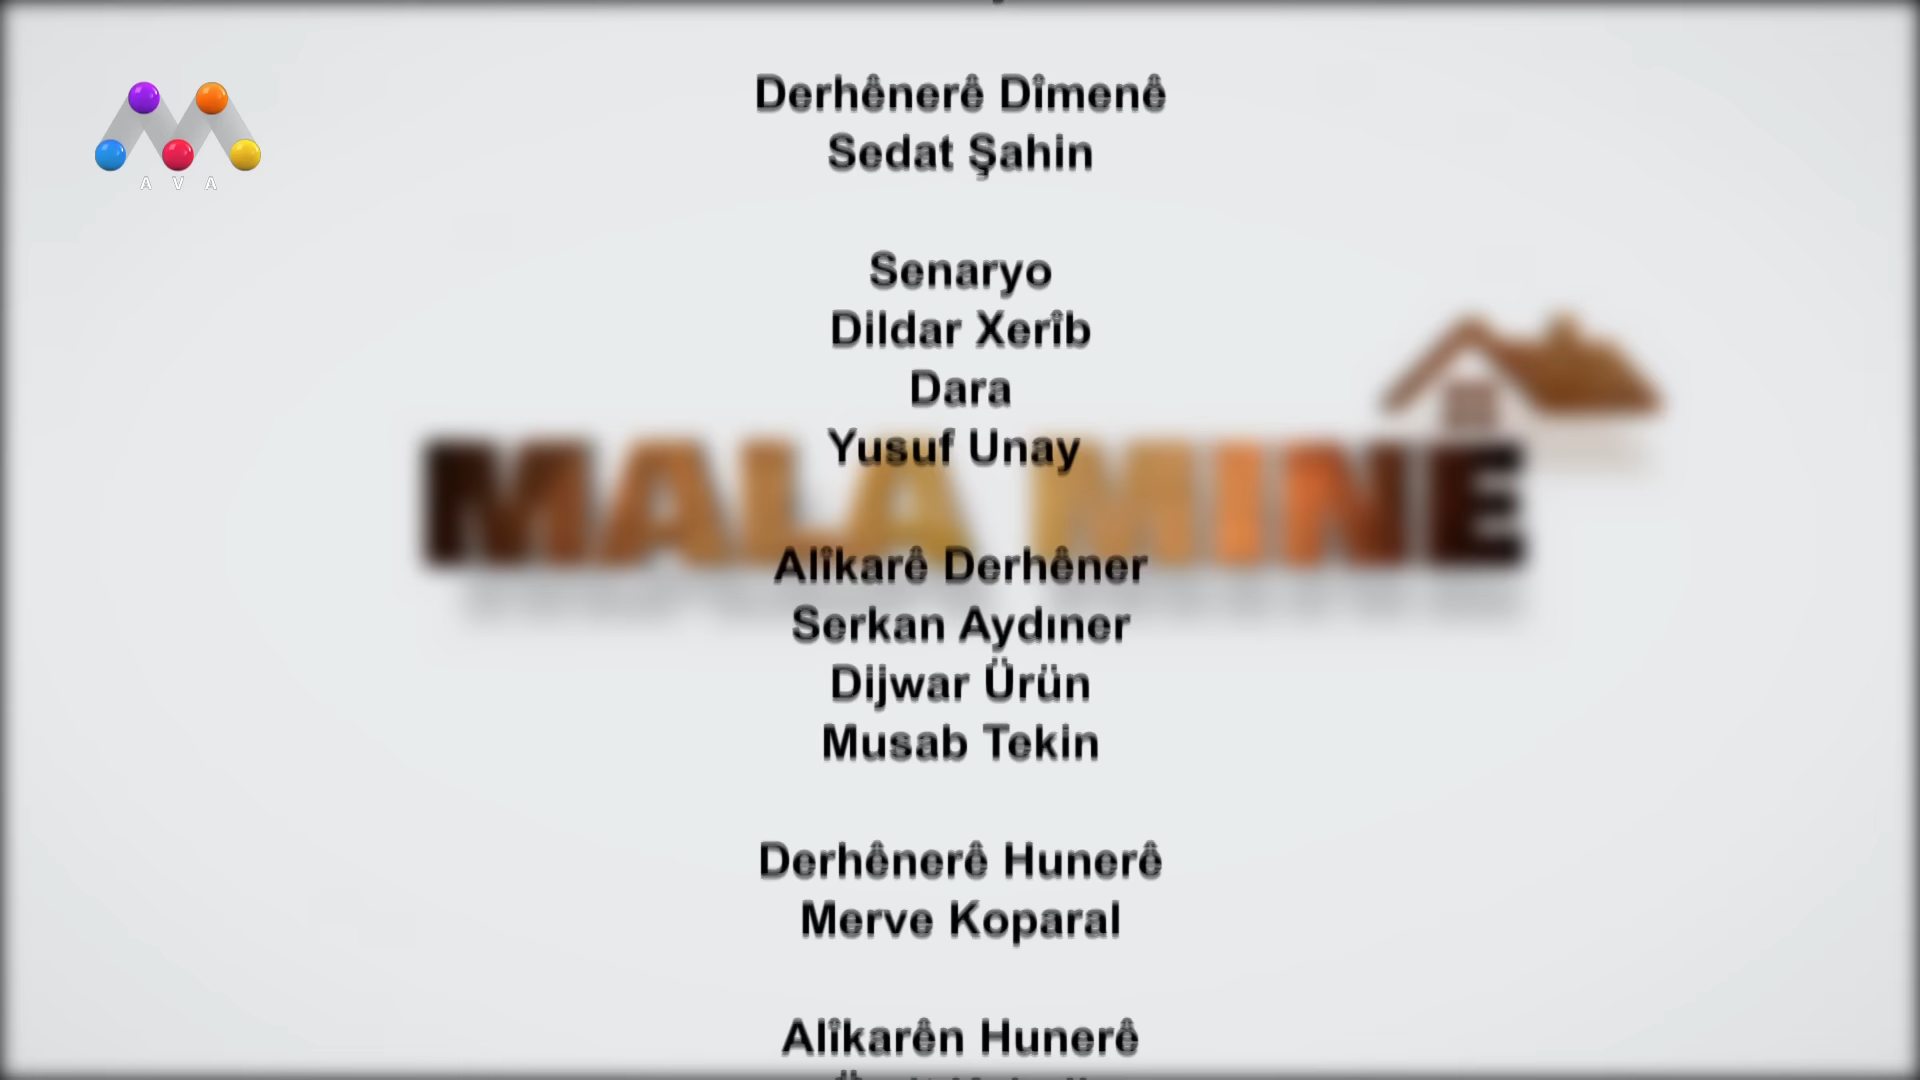 AVA
Derhênerê Dîmenê
Sedat Şahin
Senaryo
Dildar Xerîb
Dara
Yusuf Unay
MALA MINE
Alîkarê Derhêner
Serkan Aydıner
Dijwar Ürün
Musab Tekin
Derhênerê Hunerê
Merve Koparal
Alîkarên Hunerê